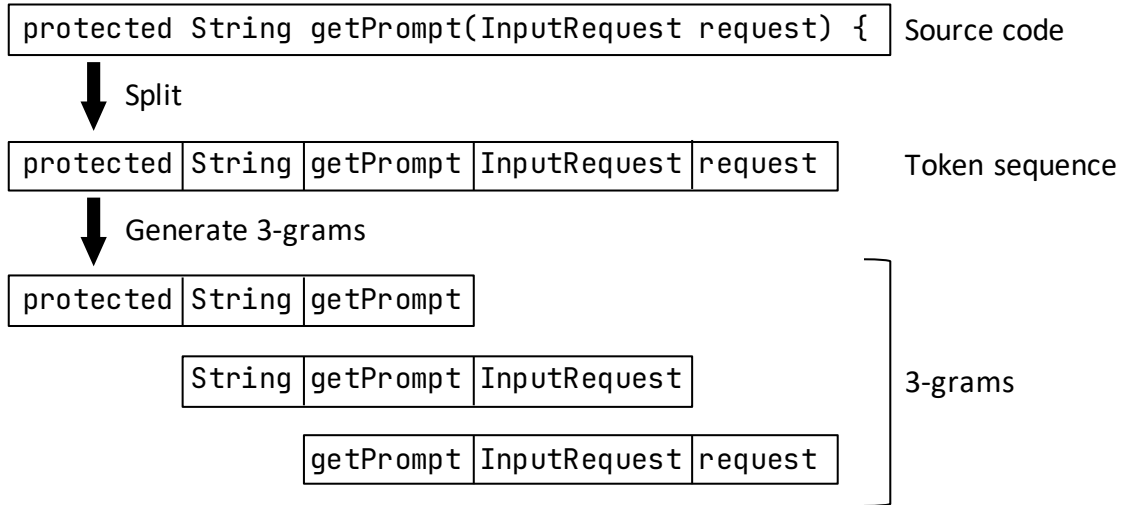 protected String getPrompt(InputRequest request) { Source code
Split
protected String getPrompt InputRequest request Token sequence
Generate 3-grams
protected String getPrompt
String getPrompt InputRequest
3-grams
getPrompt InputRequest request